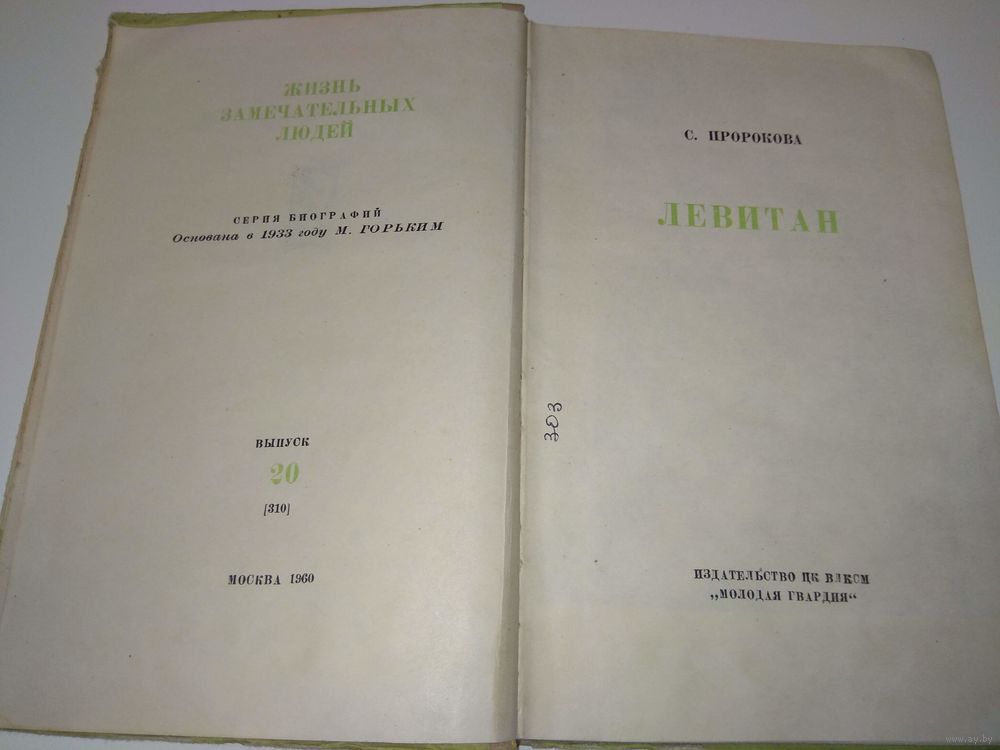 ЖИЗНЬ
ЗАМЕЧАТЕЛЬНЫХ
ЛЮДЕЙ
СЕРИЯ БИОГРАФИЙ
Основана в 1933 году М. ГОРЬКИМ
ВЫПУСК
20
[310]
МОСКВА 1960
С. ПРОРОКОВА
ЛЕВИТАН
303
ИЗДАТЕЛЬСТВО ЦК ВЛКСМ
„МОЛОДАЯ ГВАРДИЯ“
www.ay.by